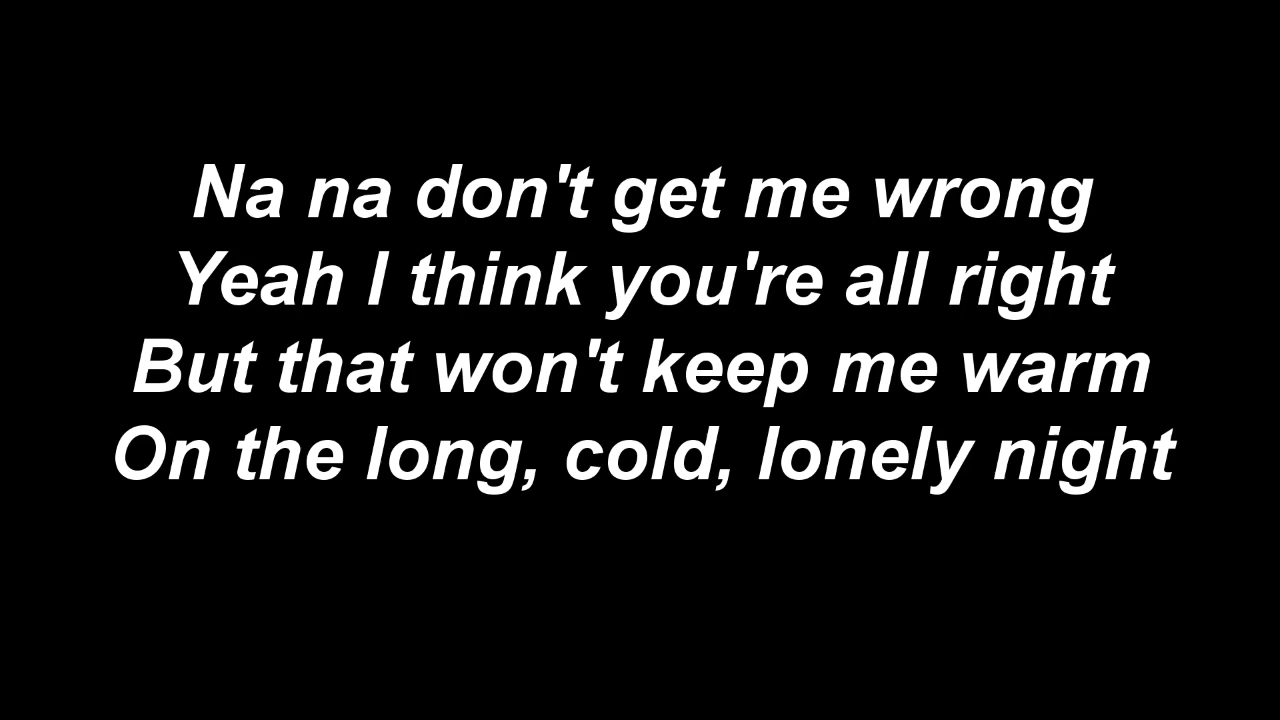 Na na don't get me wrong
Yeah I think you're all right
But that won't keep me warm
On the long, cold, lonely night